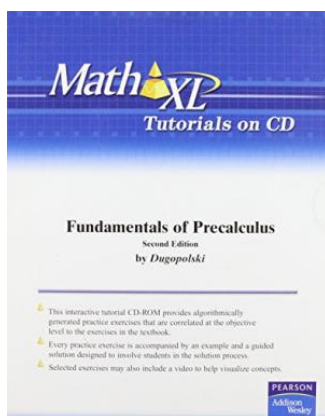 Math XL
Tutorials on CD
Fundamentals of Precalculus
Second Edition
by Dugopolski
This interactive tutorial CD-ROM provides algorithmically
generated practice exercises that are correlated at the objective
level to the exercises in the textbook.
Every practice exercise is accompanied by an example and a guided
solution designed to involve students in the solution process.
Selected exercises may also include a video to help visualize concepts.
PEARSON
Addison
Wesley